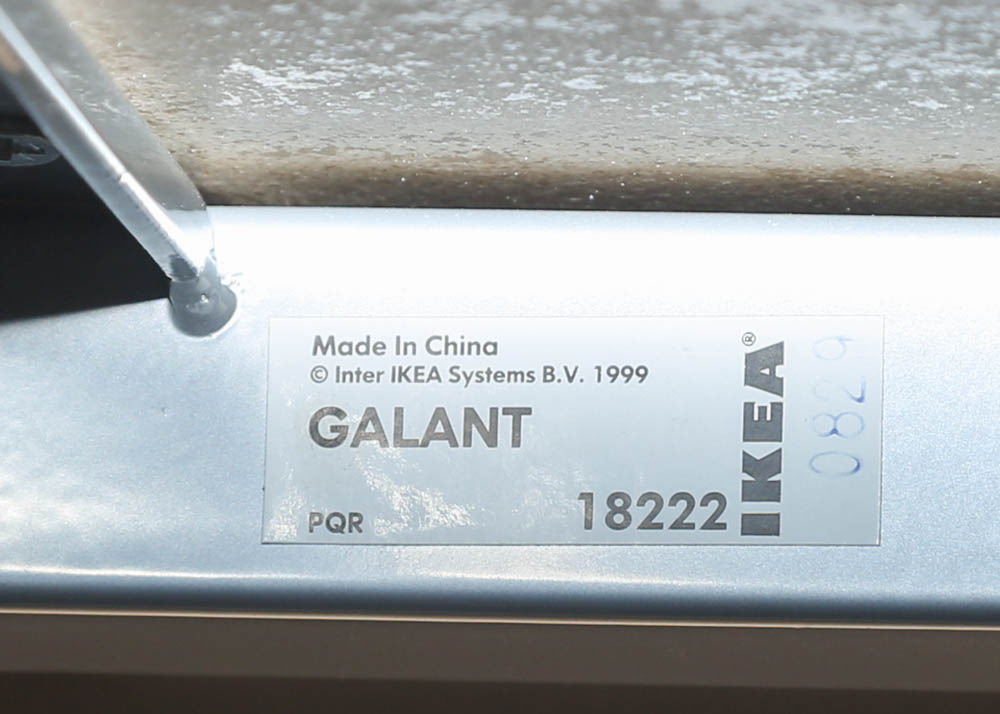 Made In China
© Inter IKEA Systems B.V. 1999
GALANT
PQR
18222
IKEA®
0829